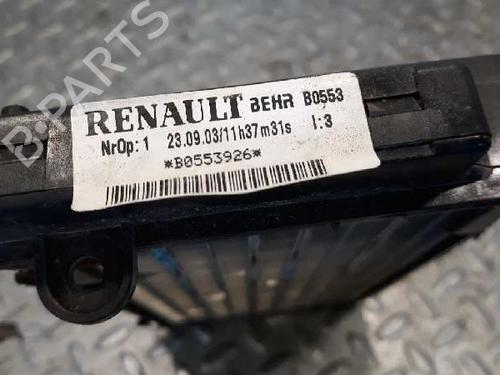 RENAULT BEHR B0553
NrOp: 1 23.09.03/11h37m31s I:3
*B0553926*
B-PARTS